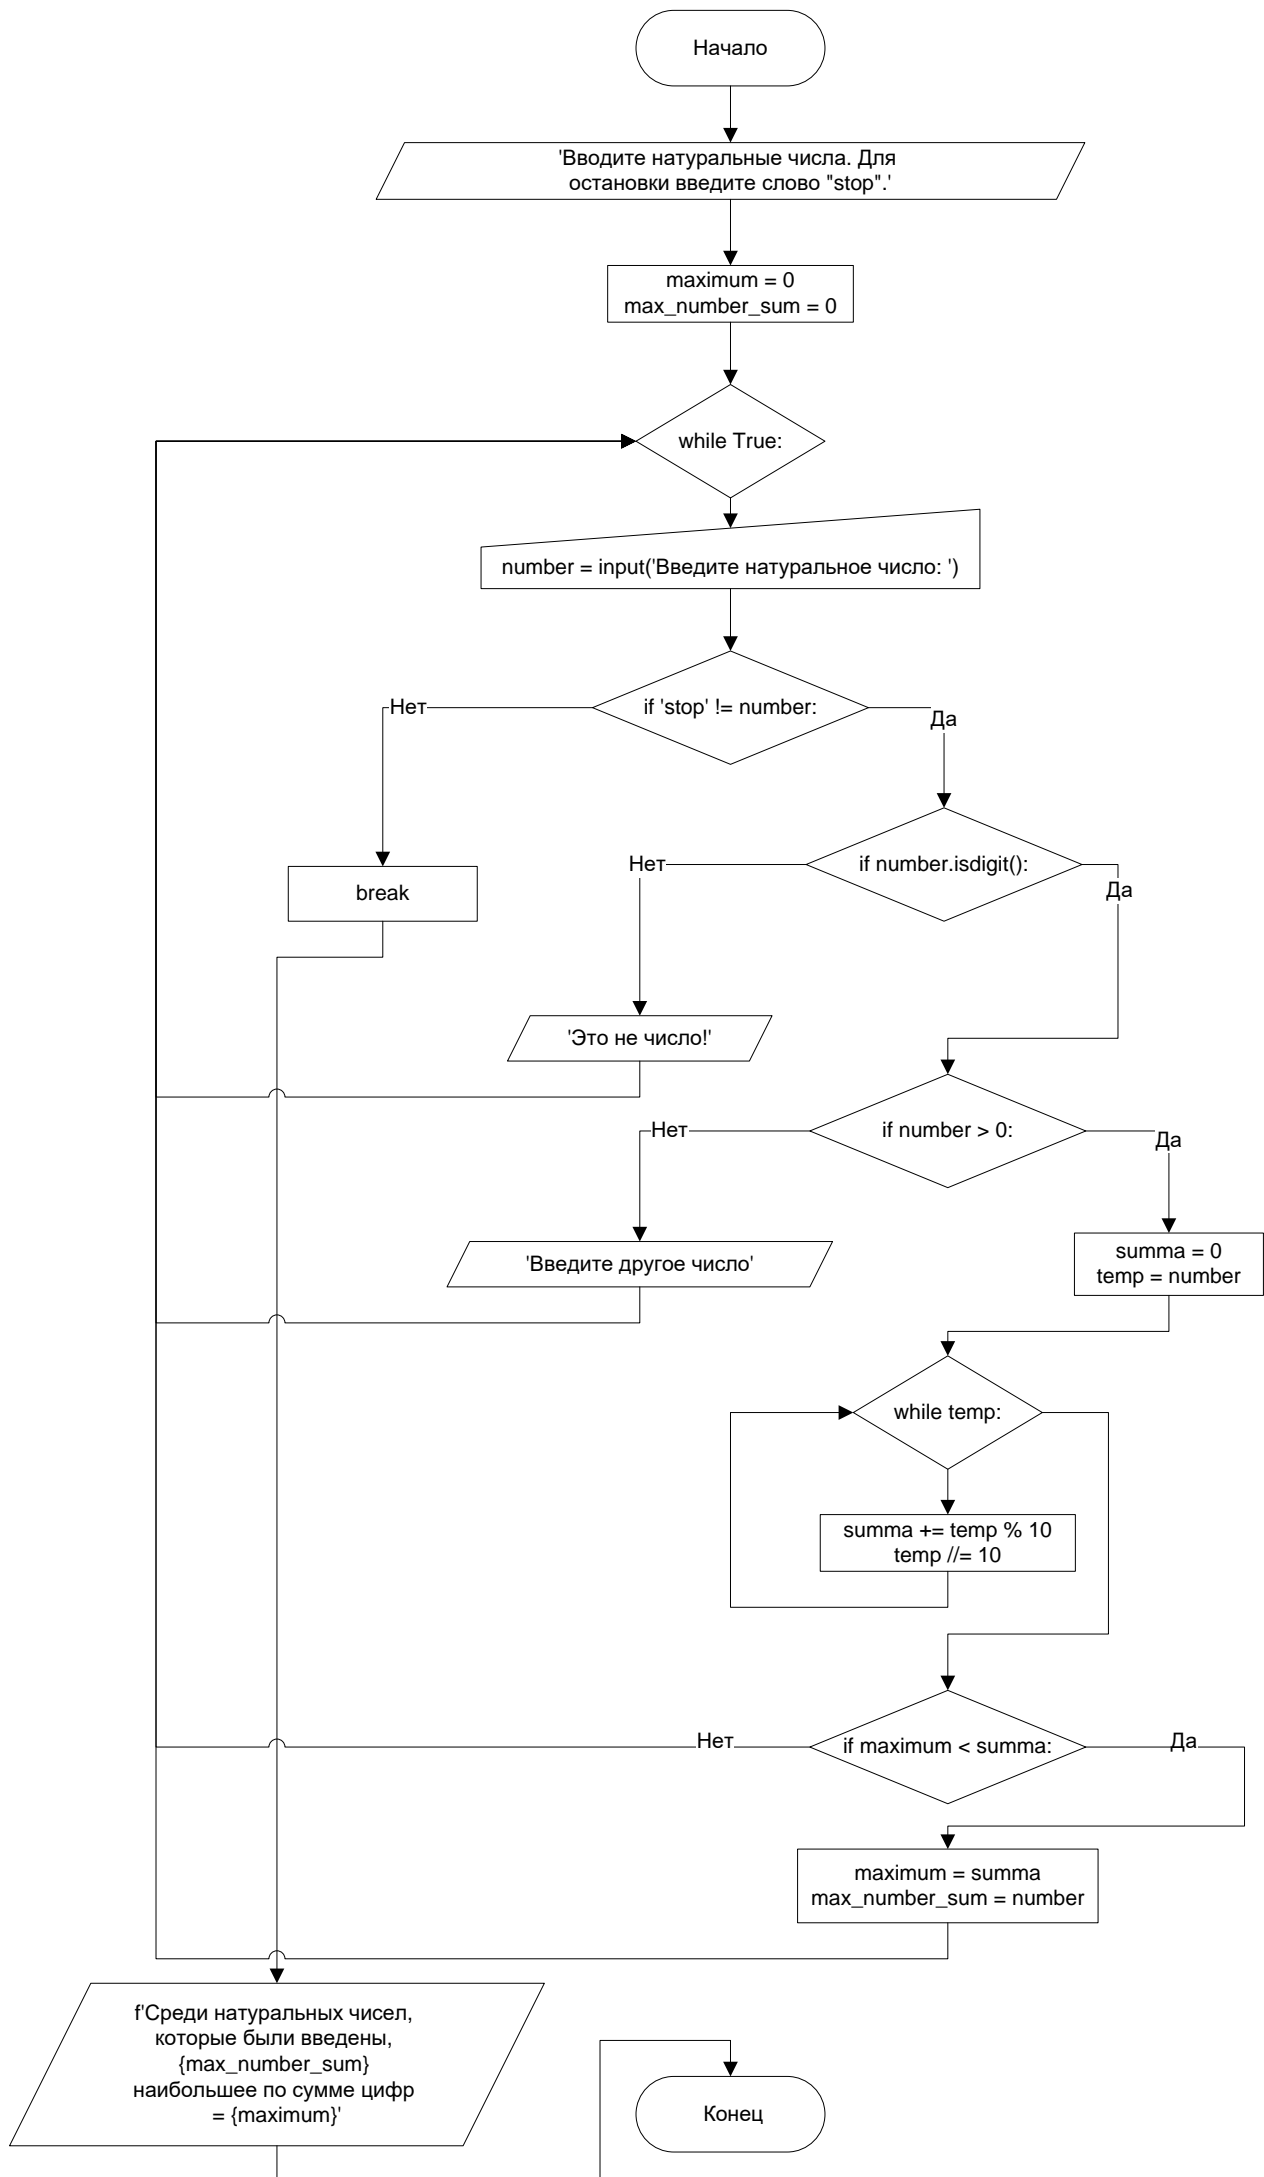 Начало
'Вводите натуральные числа. Для
остановки введите слово "stop".'
maximum = 0
max_number_sum = 0
while True:
number = input('Введите натуральное число: ')
if 'stop' != number:
Нет
Да
if number.isdigit():
Нет
Да
break
'Это не число!'
if number > 0:
Нет
Да
'Введите другое число'
summa = 0
temp = number
while temp:
summa += temp % 10
temp //= 10
if maximum < summa:
Нет
Да
maximum = summa
max_number_sum = number
f'Среди натуральных чисел,
которые были введены,
{max_number_sum}
наибольшее по сумме цифр
= {maximum}'
Конец